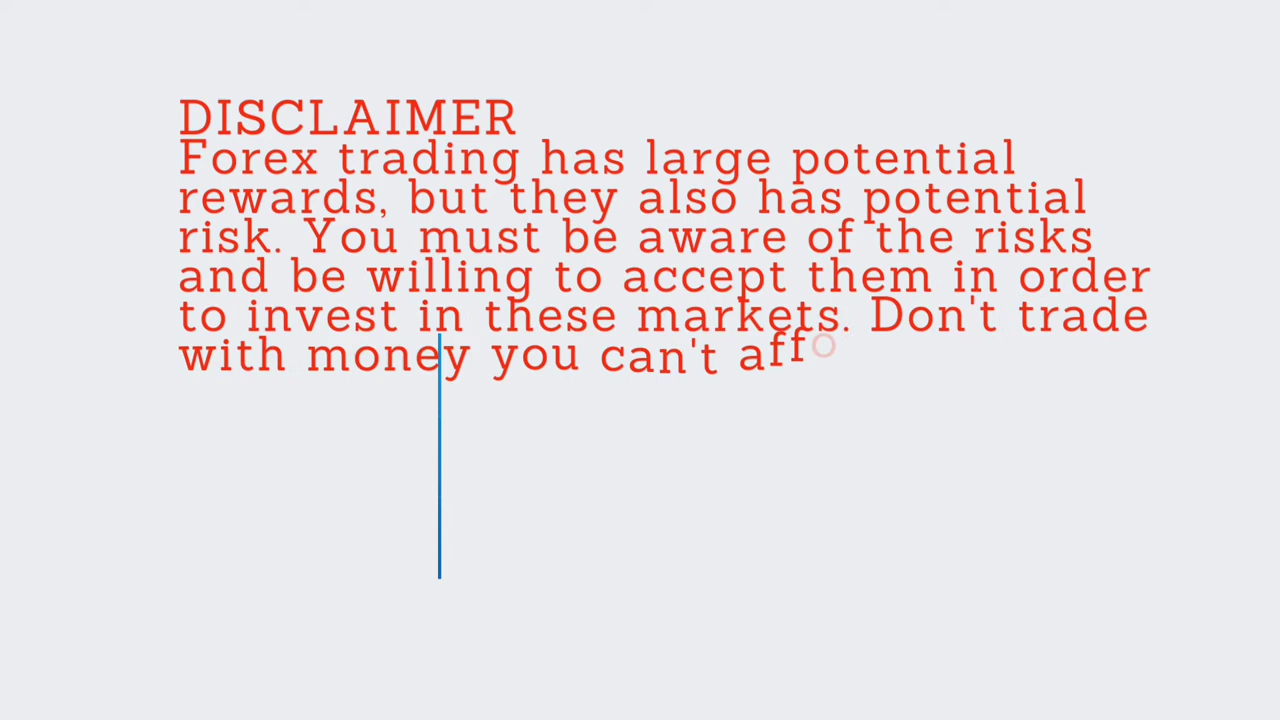 DISCLAIMER
Forex trading has large potential
rewards, but they also has potential
risk. You must be aware of the risks
and be willing to accept them in order
to invest in these markets. Don't trade
with money you can't affo